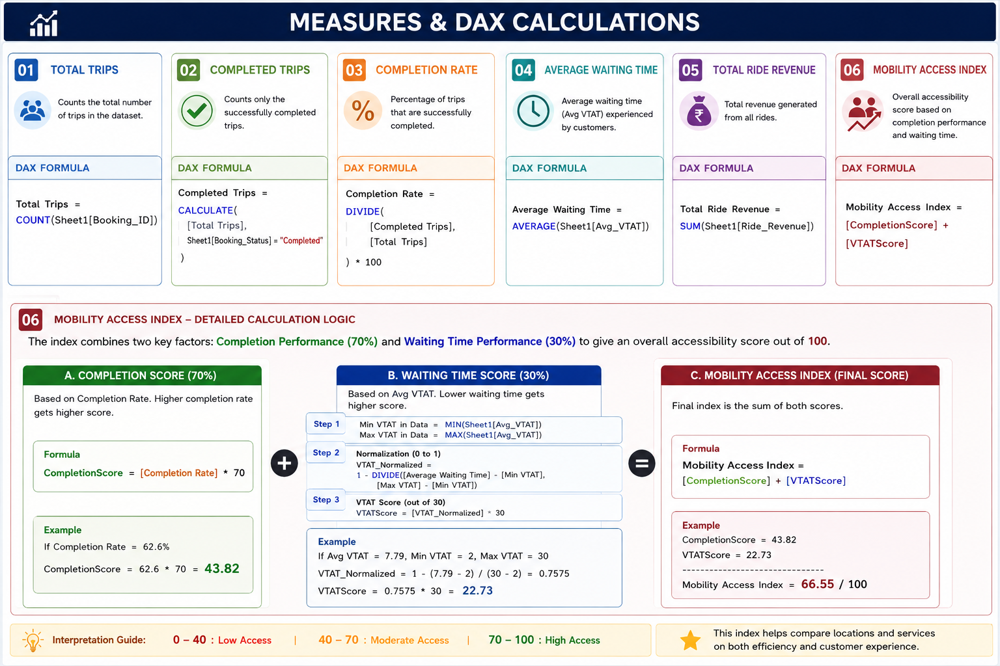 MEASURES & DAX CALCULATIONS
01 TOTAL TRIPS
Counts the total number
of trips in the dataset.
DAX FORMULA
Total Trips =
COUNT(Sheet1[Booking_ID])
02 COMPLETED TRIPS
Counts only the
successfully completed
trips.
DAX FORMULA
Completed Trips =
CALCULATE(
[Total Trips],
Sheet1[Booking_Status] = "Completed"
)
03 COMPLETION RATE
%
Percentage of trips
that are successfully
completed.
DAX FORMULA
Completion Rate =
DIVIDE(
[Completed Trips],
[Total Trips]
) * 100
04 AVERAGE WAITING TIME
Average waiting time
(Avg VTAT) experienced
by customers.
DAX FORMULA
Average Waiting Time =
AVERAGE(Sheet1[Avg_VTAT])
05 TOTAL RIDE REVENUE
₹
Total revenue generated
from all rides.
DAX FORMULA
Total Ride Revenue =
SUM(Sheet1[Ride_Revenue])
06 MOBILITY ACCESS INDEX
Overall accessibility
score based on
completion performance
and waiting time.
DAX FORMULA
Mobility Access Index =
[CompletionScore] +
[VTATScore]
06 MOBILITY ACCESS INDEX – DETAILED CALCULATION LOGIC
The index combines two key factors: Completion Performance (70%) and Waiting Time Performance (30%) to give an overall accessibility score out of 100.
A. COMPLETION SCORE (70%)
Based on Completion Rate. Higher completion rate
gets higher score.
Formula
CompletionScore = [Completion Rate] * 70
Example
If Completion Rate = 62.6%
CompletionScore = 62.6 * 70 = 43.82
+
B. WAITING TIME SCORE (30%)
Based on Avg VTAT. Lower waiting time gets
higher score.
Step 1
Min VTAT in Data = MIN(Sheet1[Avg_VTAT])
Max VTAT in Data = MAX(Sheet1[Avg_VTAT])
Step 2
Normalization (0 to 1)
VTAT_Normalized =
1 - DIVIDE([Average Waiting Time] - [Min VTAT],
[Max VTAT] - [Min VTAT])
Step 3
VTAT Score (out of 30)
VTATScore = [VTAT_Normalized] * 30
Example
If Avg VTAT = 7.79, Min VTAT = 2, Max VTAT = 30
VTAT_Normalized = 1 - (7.79 - 2) / (30 - 2) = 0.7575
VTATScore = 0.7575 * 30 = 22.73
=
C. MOBILITY ACCESS INDEX (FINAL SCORE)
Final index is the sum of both scores.
Formula
Mobility Access Index =
[CompletionScore] + [VTATScore]
Example
CompletionScore = 43.82
VTATScore = 22.73
-------------------------------
Mobility Access Index = 66.55 / 100
Interpretation Guide: 0 – 40 : Low Access | 40 – 70 : Moderate Access | 70 – 100 : High Access
This index helps compare locations and services
on both efficiency and customer experience.